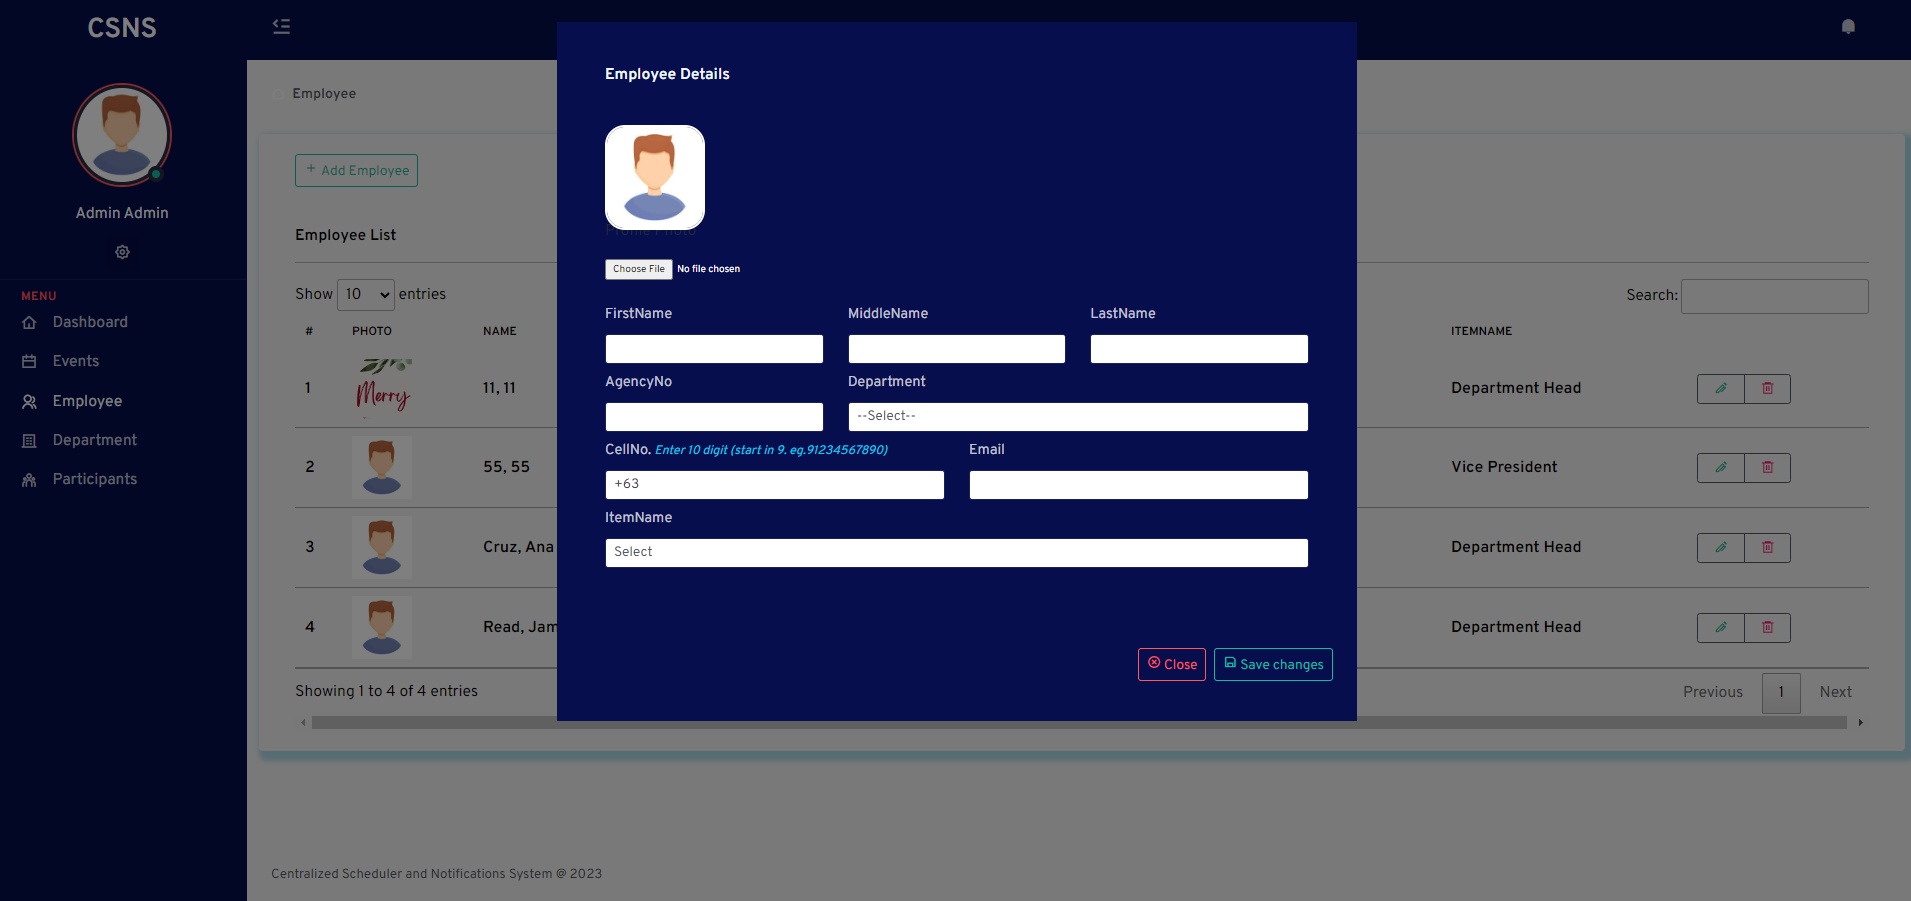 CSNS
Admin Admin
MENU
Dashboard
Events
Employee
Department
Participants
Employee
+ Add Employee
Employee List
Show 10 entries
Search:
# PHOTO NAME ITEMNAME
Merry
1 11, 11 Department Head
2 55, 55 Vice President
3 Cruz, Ana Department Head
4 Read, Jam Department Head
Showing 1 to 4 of 4 entries
Previous 1 Next
Centralized Scheduler and Notifications System @ 2023
Employee Details
Profile Photo
Choose File No file chosen
FirstName MiddleName LastName
AgencyNo Department
--Select--
CellNo. Enter 10 digit (start in 9. eg.91234567890) Email
+63
ItemName
Select
Close Save changes